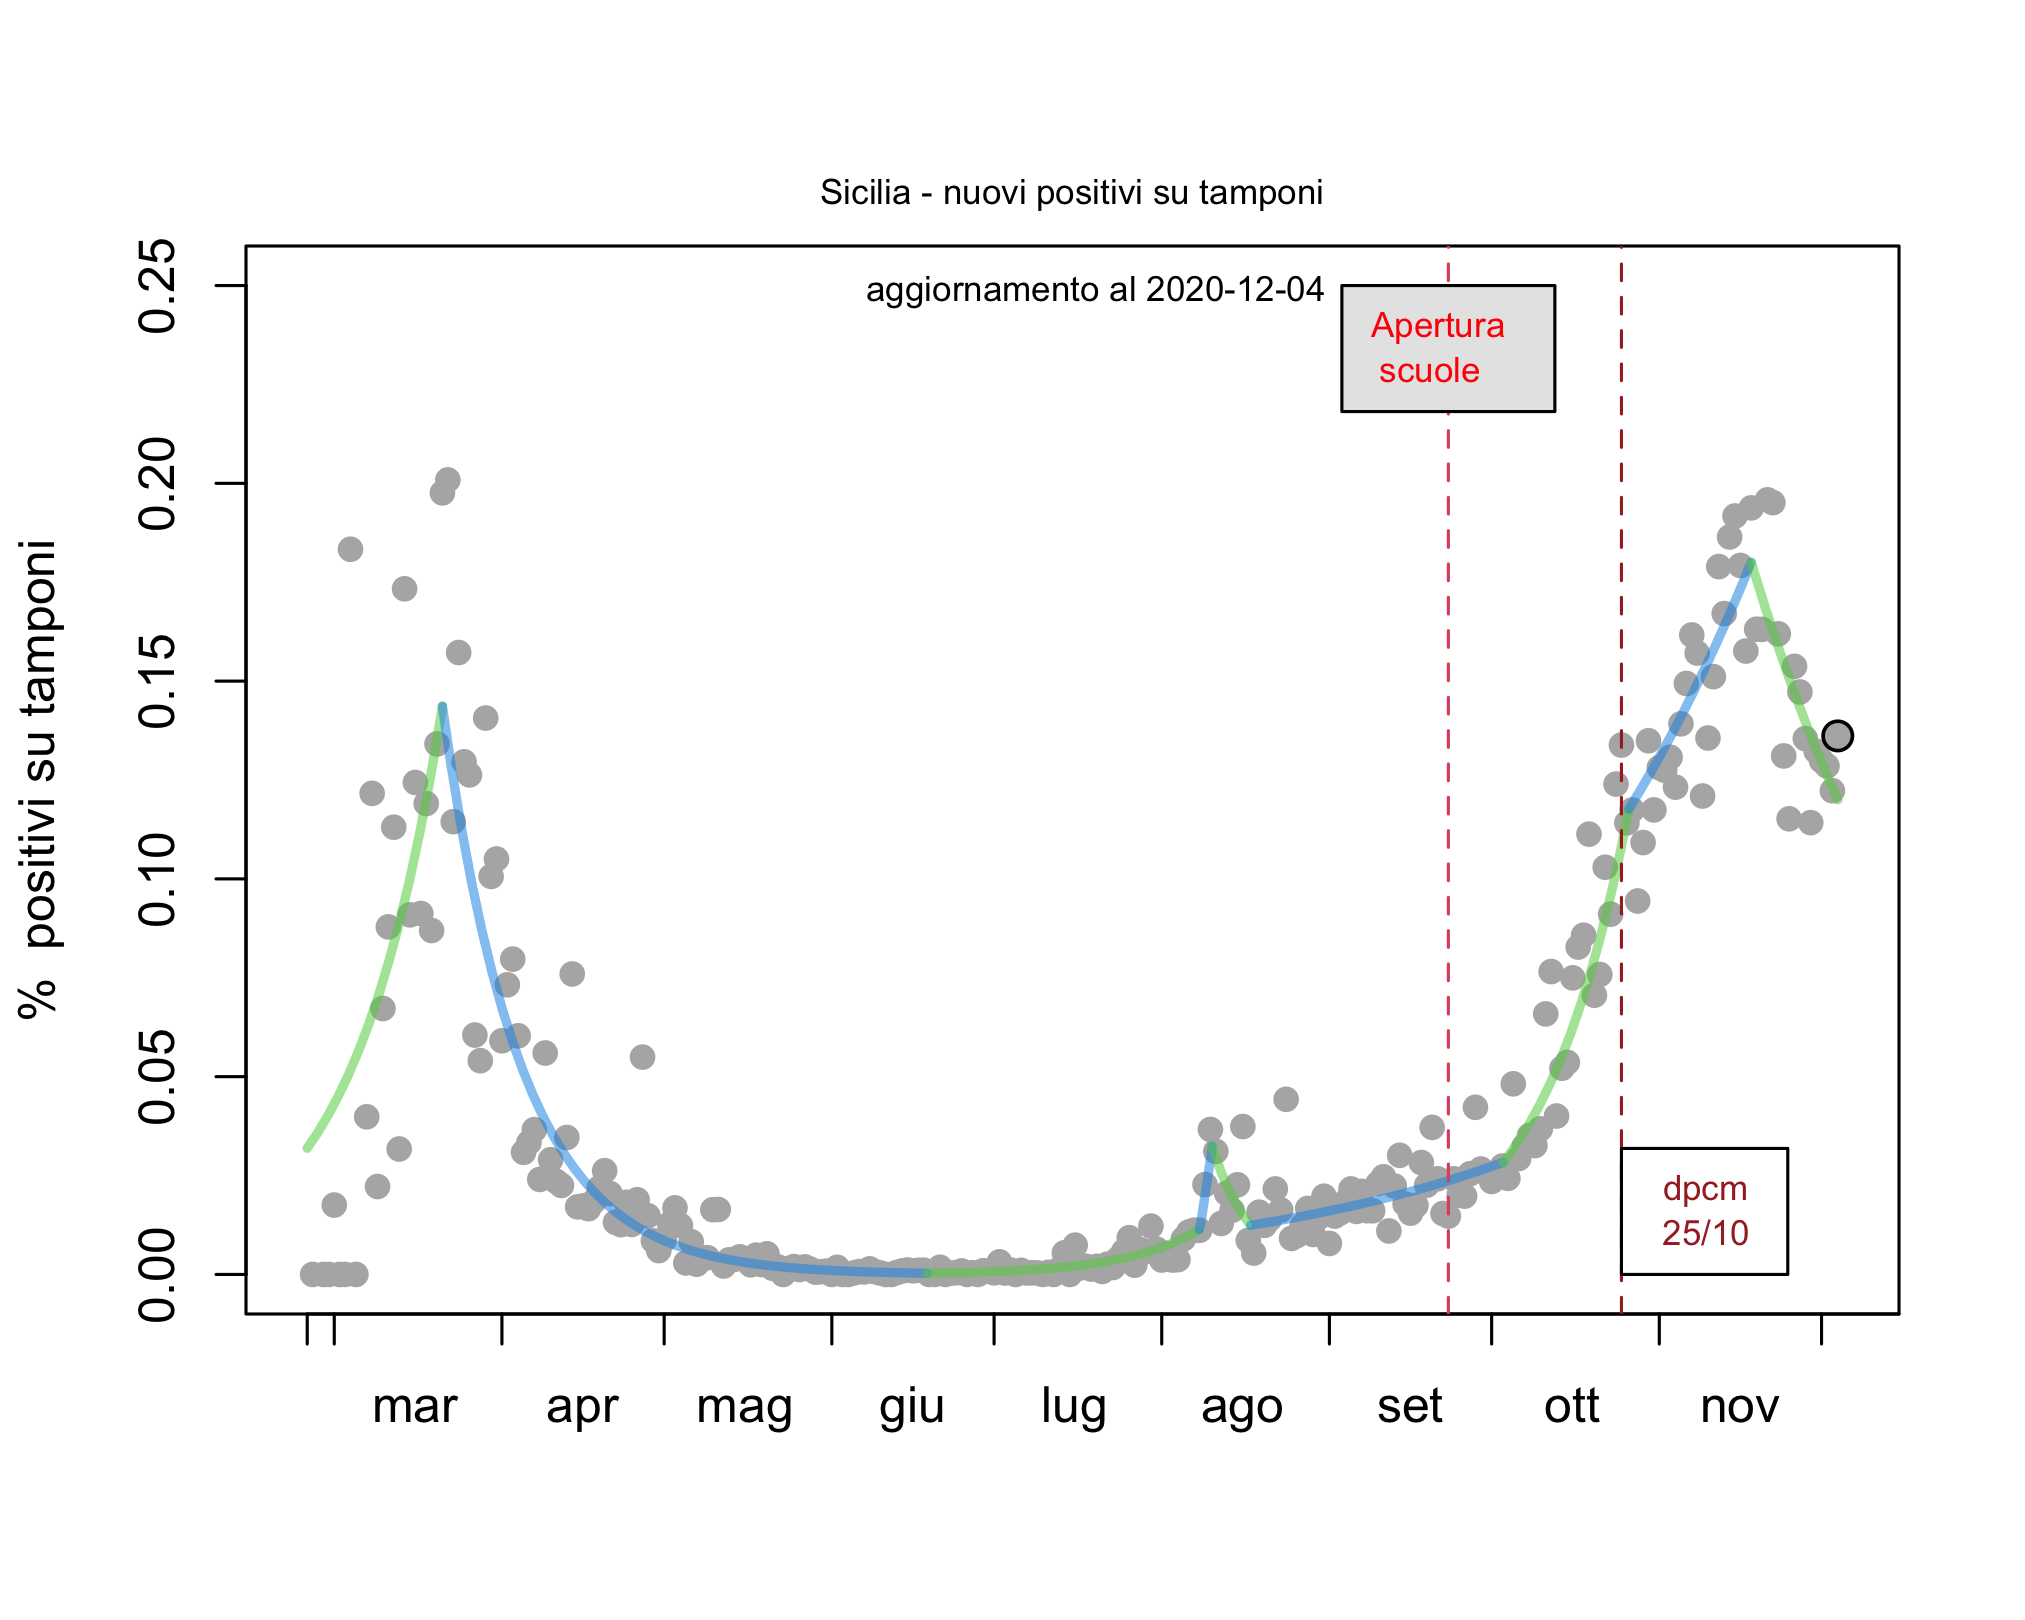 Sicilia - nuovi positivi su tamponi
aggiornamento al 2020-12-04
Apertura
scuole
% positivi su tamponi
0.25
0.20
0.15
0.10
0.05
0.00
dpcm
25/10
mar apr mag giu lug ago set ott nov